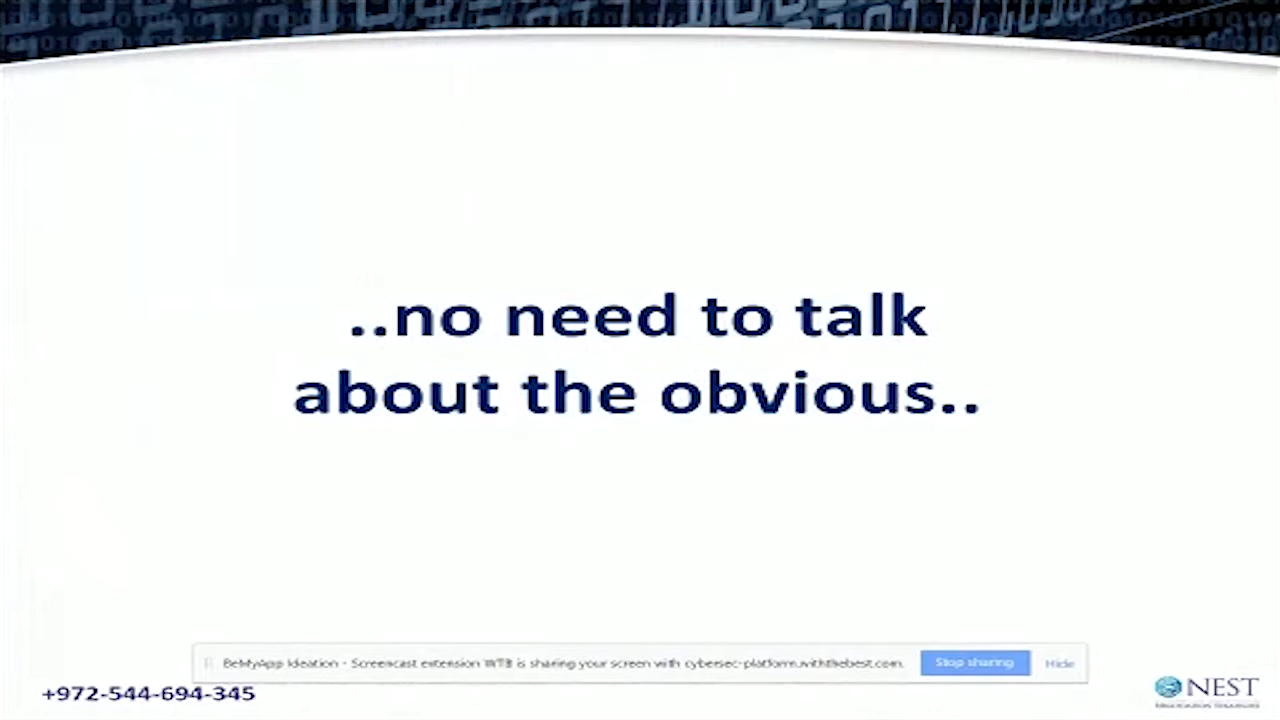 ..no need to talk
about the obvious..
BeMyApp Ideation - Screencast extension WTB is sharing your screen with cybersec-platform.withthebest.com.
Stop sharing
Hide
+972-544-694-345
NEST